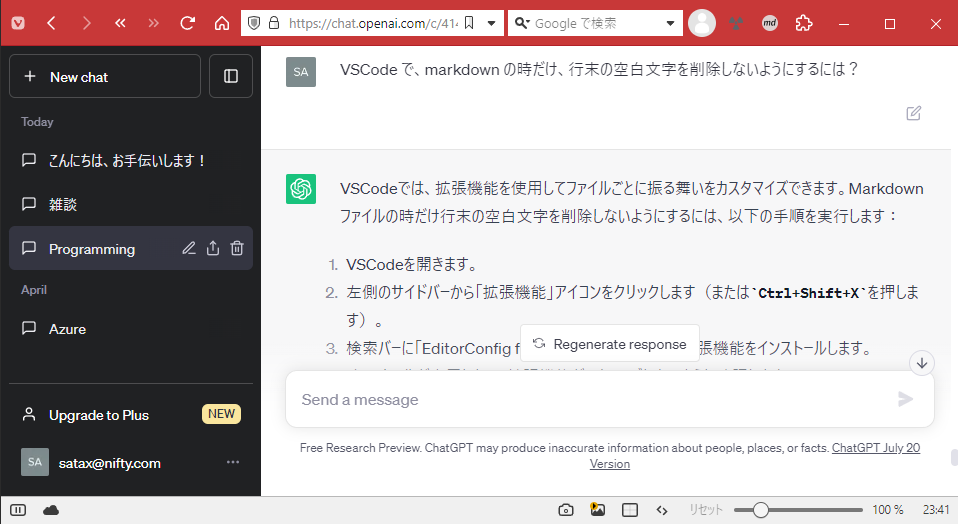 https://chat.openai.com/c/414
Google で検索
md
New chat
Today
こんにちは、お手伝いします！
雑談
Programming
April
Azure
Upgrade to Plus
NEW
SA
satax@nifty.com
SA
VSCode で、markdown の時だけ、行末の空白文字を削除しないようにするには？
VSCodeでは、拡張機能を使用してファイルごとに振る舞いをカスタマイズできます。Markdown
ファイルの時だけ行末の空白文字を削除しないようにするには、以下の手順を実行します：
1. VSCodeを開きます。
2. 左側のサイドバーから「拡張機能」アイコンをクリックします（または`Ctrl+Shift+X`を押しま
す）。
3. 検索バーに「EditorConfig f
張機能をインストールします。
Regenerate response
Send a message
Free Research Preview. ChatGPT may produce inaccurate information about people, places, or facts. ChatGPT July 20
Version
リセット
100 %
23:41